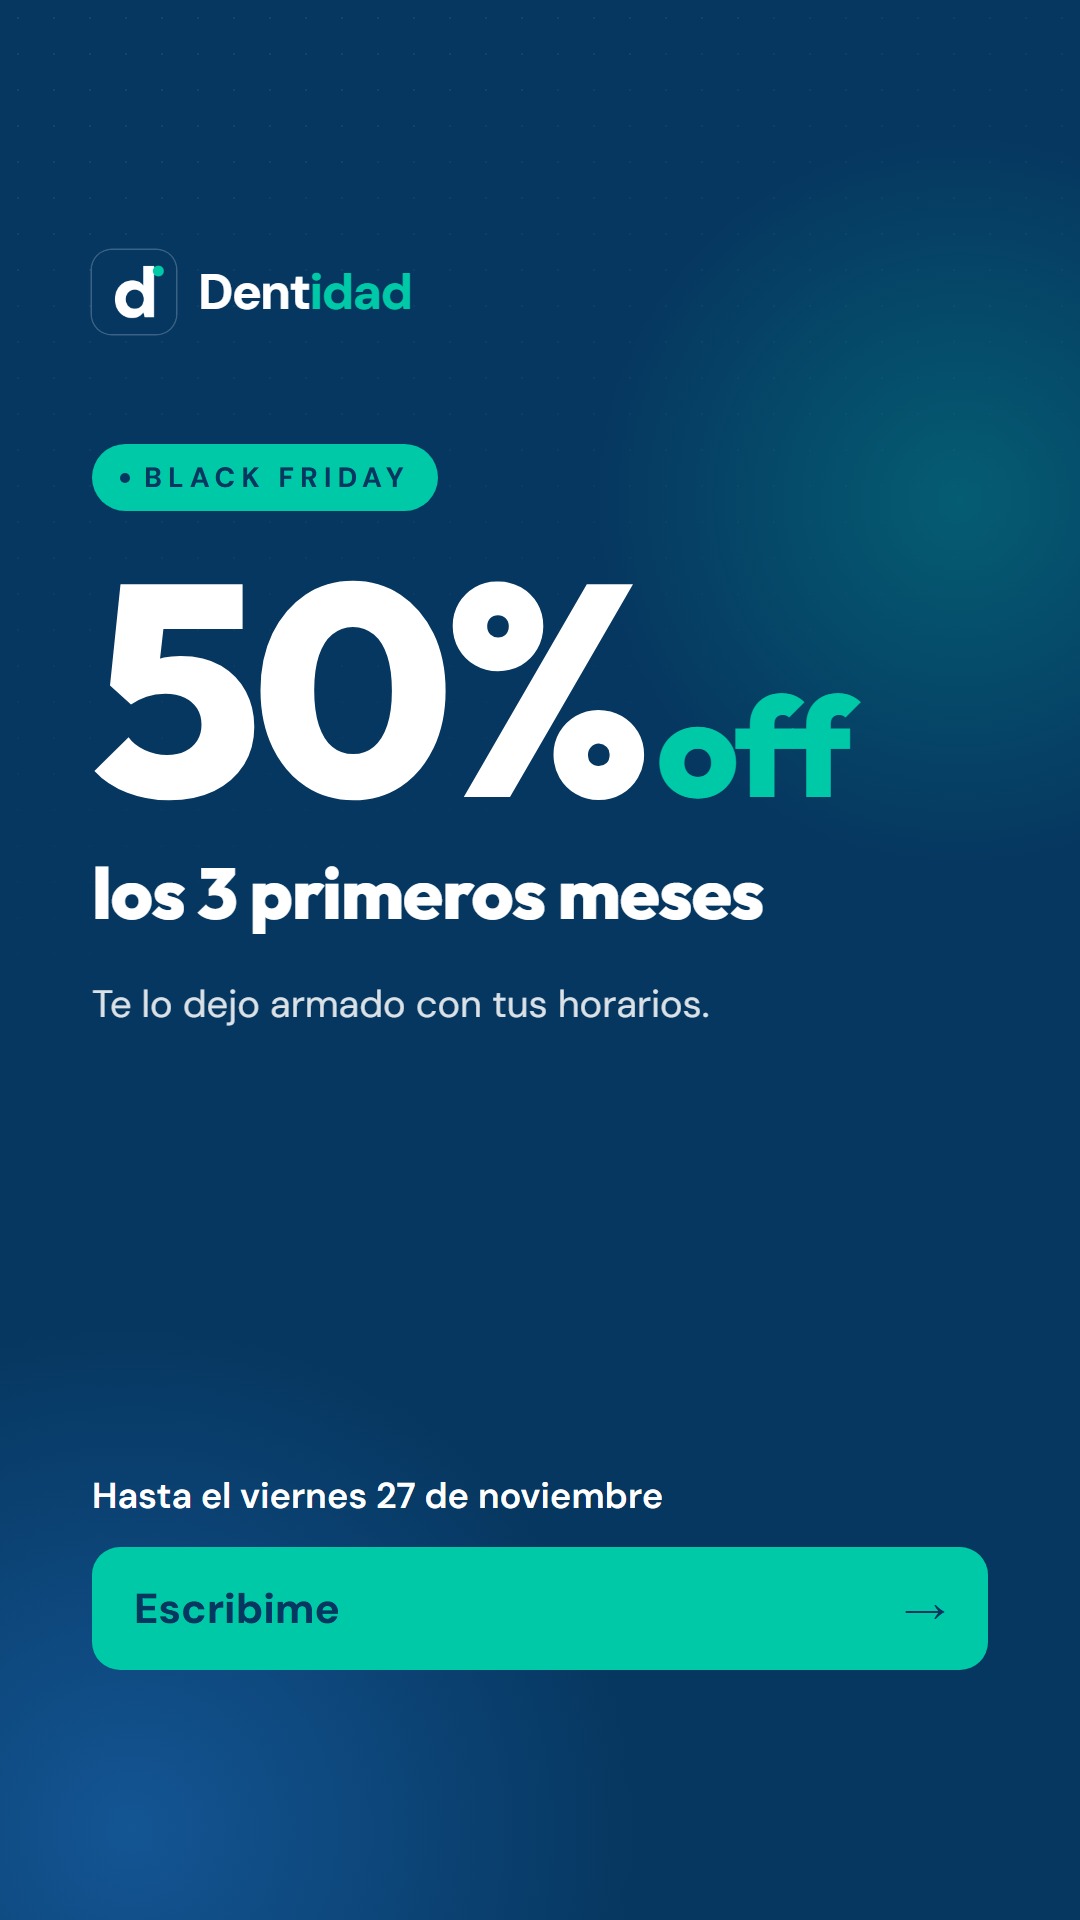 d Dentidad
• BLACK FRIDAY
50% off
los 3 primeros meses
Te lo dejo armado con tus horarios.
Hasta el viernes 27 de noviembre
Escribime →